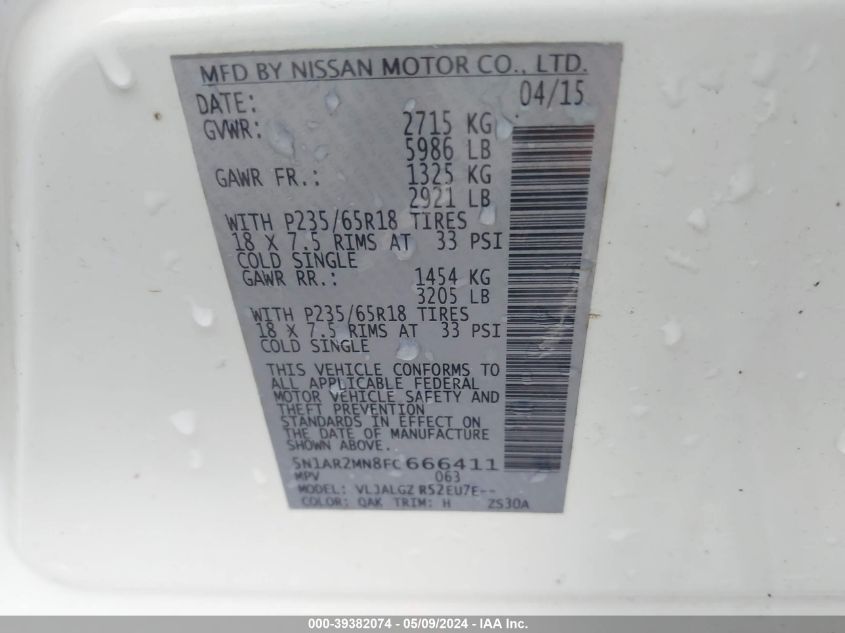 MFD BY NISSAN MOTOR CO., LTD.
DATE: 04/15
GVWR: 2715 KG
5986 LB
GAWR FR.: 1325 KG
2921 LB
WITH P235/65R18 TIRES
18 X 7.5 RIMS AT 33 PSI
COLD SINGLE
GAWR RR.: 1454 KG
3205 LB
WITH P235/65R18 TIRES
18 X 7.5 RIMS AT 33 PSI
COLD SINGLE
THIS VEHICLE CONFORMS TO
ALL APPLICABLE FEDERAL
MOTOR VEHICLE SAFETY AND
THEFT PREVENTION
STANDARDS IN EFFECT ON
THE DATE OF MANUFACTURE
SHOWN ABOVE.
5N1AR2MN8FC666411
MPV 063
MODEL: VLJALGZ R52EU7E--
COLOR: QAK TRIM: H ZS30A
000-39382074 - 05/09/2024 - IAA Inc.